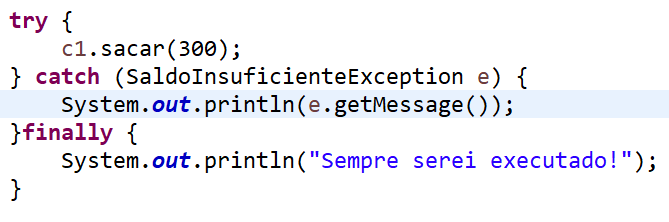 try {
    c1.sacar(300);
} catch (SaldoInsuficienteException e) {
    System.out.println(e.getMessage());
}finally {
    System.out.println("Sempre serei executado!");
}